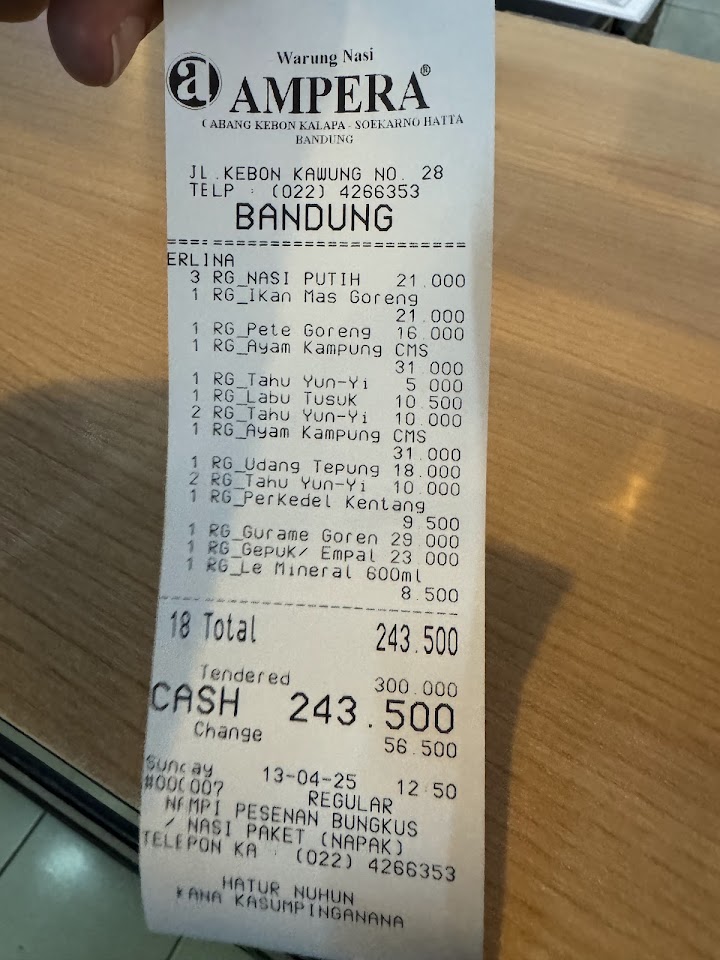 Warung Nasi
a AMPERA®
CABANG KEBON KALAPA - SOEKARNO HATTA
BANDUNG
JL.KEBON KAWUNG NO. 28
TELP : (022) 4266353
BANDUNG
==============================
ERLINA
3 RG_NASI PUTIH 21.000
1 RG_Ikan Mas Goreng
21.000
1 RG_Pete Goreng 16.000
1 RG_Ayam Kampung CMS
31.000
1 RG_Tahu Yun-Yi 5.000
1 RG_Labu Tusuk 10.500
2 RG_Tahu Yun-Yi 10.000
1 RG_Ayam Kampung CMS
31.000
1 RG_Udang Tepung 18.000
2 RG_Tahu Yun-Yi 10.000
1 RG_Perkedel Kentang
9.500
1 RG_Gurame Goren 29.000
1 RG_Gepuk/ Empal 23.000
1 RG_Le Mineral 600ml
8.500
------------------------------
18 Total 243.500
Tendered 300.000
CASH 243.500
Change 56.500
Sunday 13-04-25 12:50
#000007 REGULAR
NAMPI PESENAN BUNGKUS
/ NASI PAKET (NAPAK)
TELEPON KA : (022) 4266353
HATUR NUHUN
KANA KASUMPINGANANA